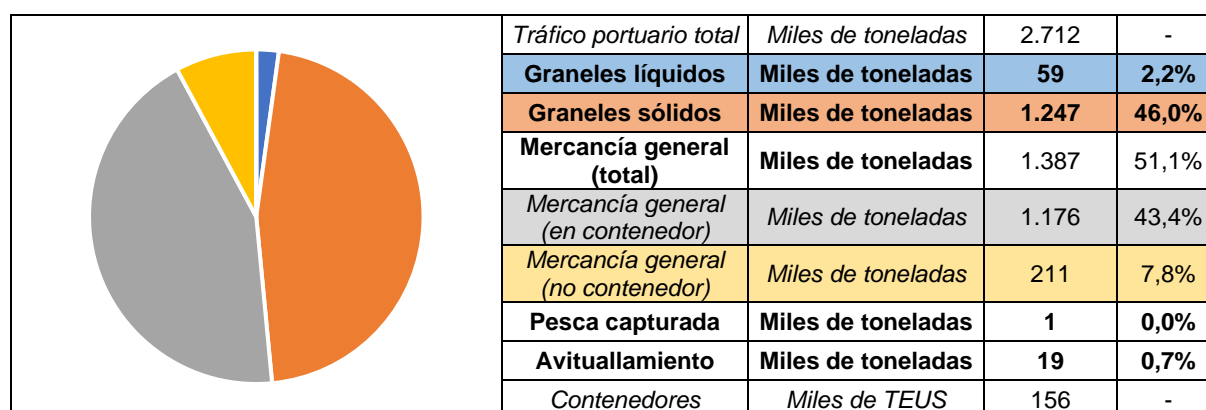 Tráfico portuario total Miles de toneladas 2.712 -
Graneles líquidos Miles de toneladas 59 2,2%
Graneles sólidos Miles de toneladas 1.247 46,0%
Mercancía general
(total) Miles de toneladas 1.387 51,1%
Mercancía general
(en contenedor) Miles de toneladas 1.176 43,4%
Mercancía general
(no contenedor) Miles de toneladas 211 7,8%
Pesca capturada Miles de toneladas 1 0,0%
Avituallamiento Miles de toneladas 19 0,7%
Contenedores Miles de TEUS 156 -